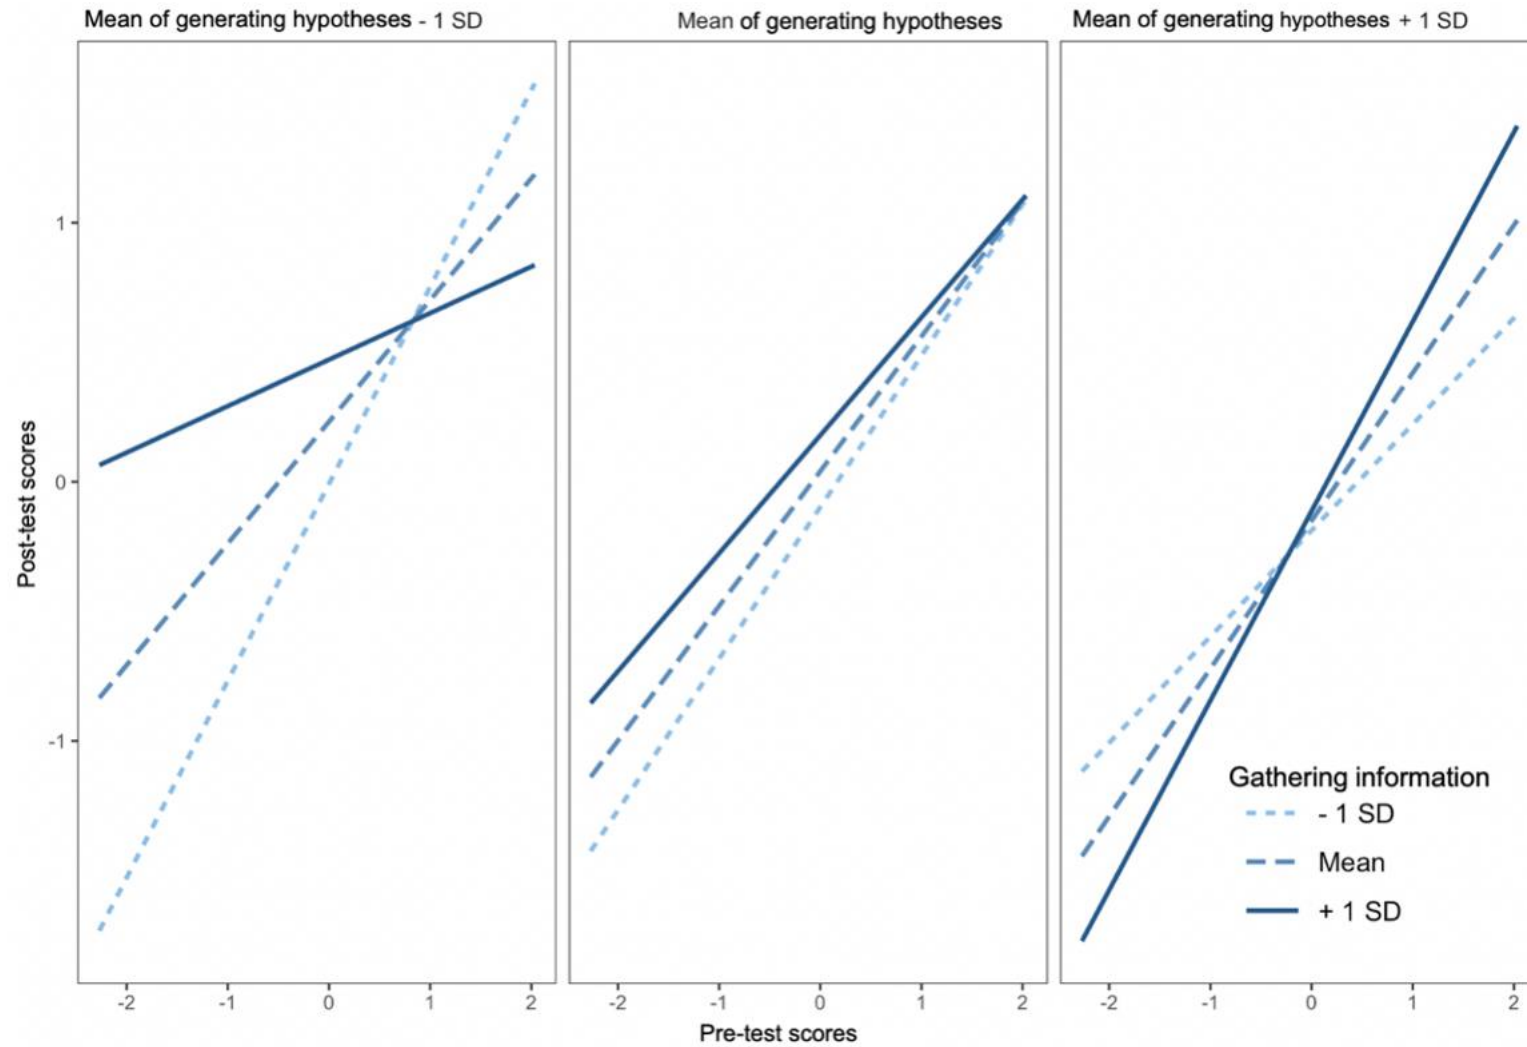 Mean of generating hypotheses - 1 SD
Mean of generating hypotheses
Mean of generating hypotheses + 1 SD
Post-test scores
1
0
-1
Gathering information
- 1 SD
Mean
+ 1 SD
-2 -1 0 1 2
-2 -1 0 1 2
-2 -1 0 1 2
Pre-test scores